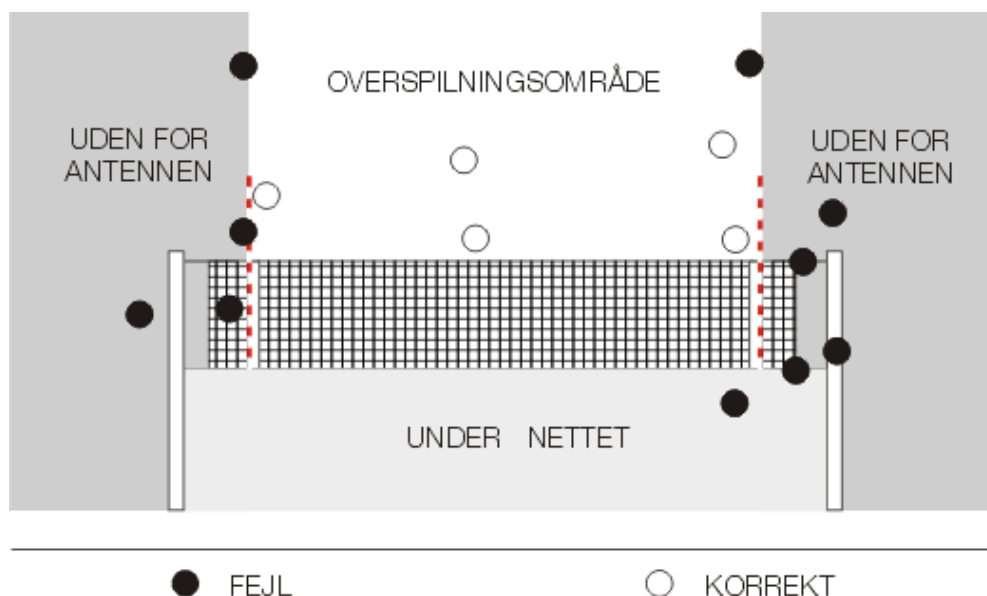 OVERSPILNINGSOMRÅDE
UDEN FOR
ANTENNEN
UDEN FOR
ANTENNEN
UNDER NETTET
FEJL
KORREKT